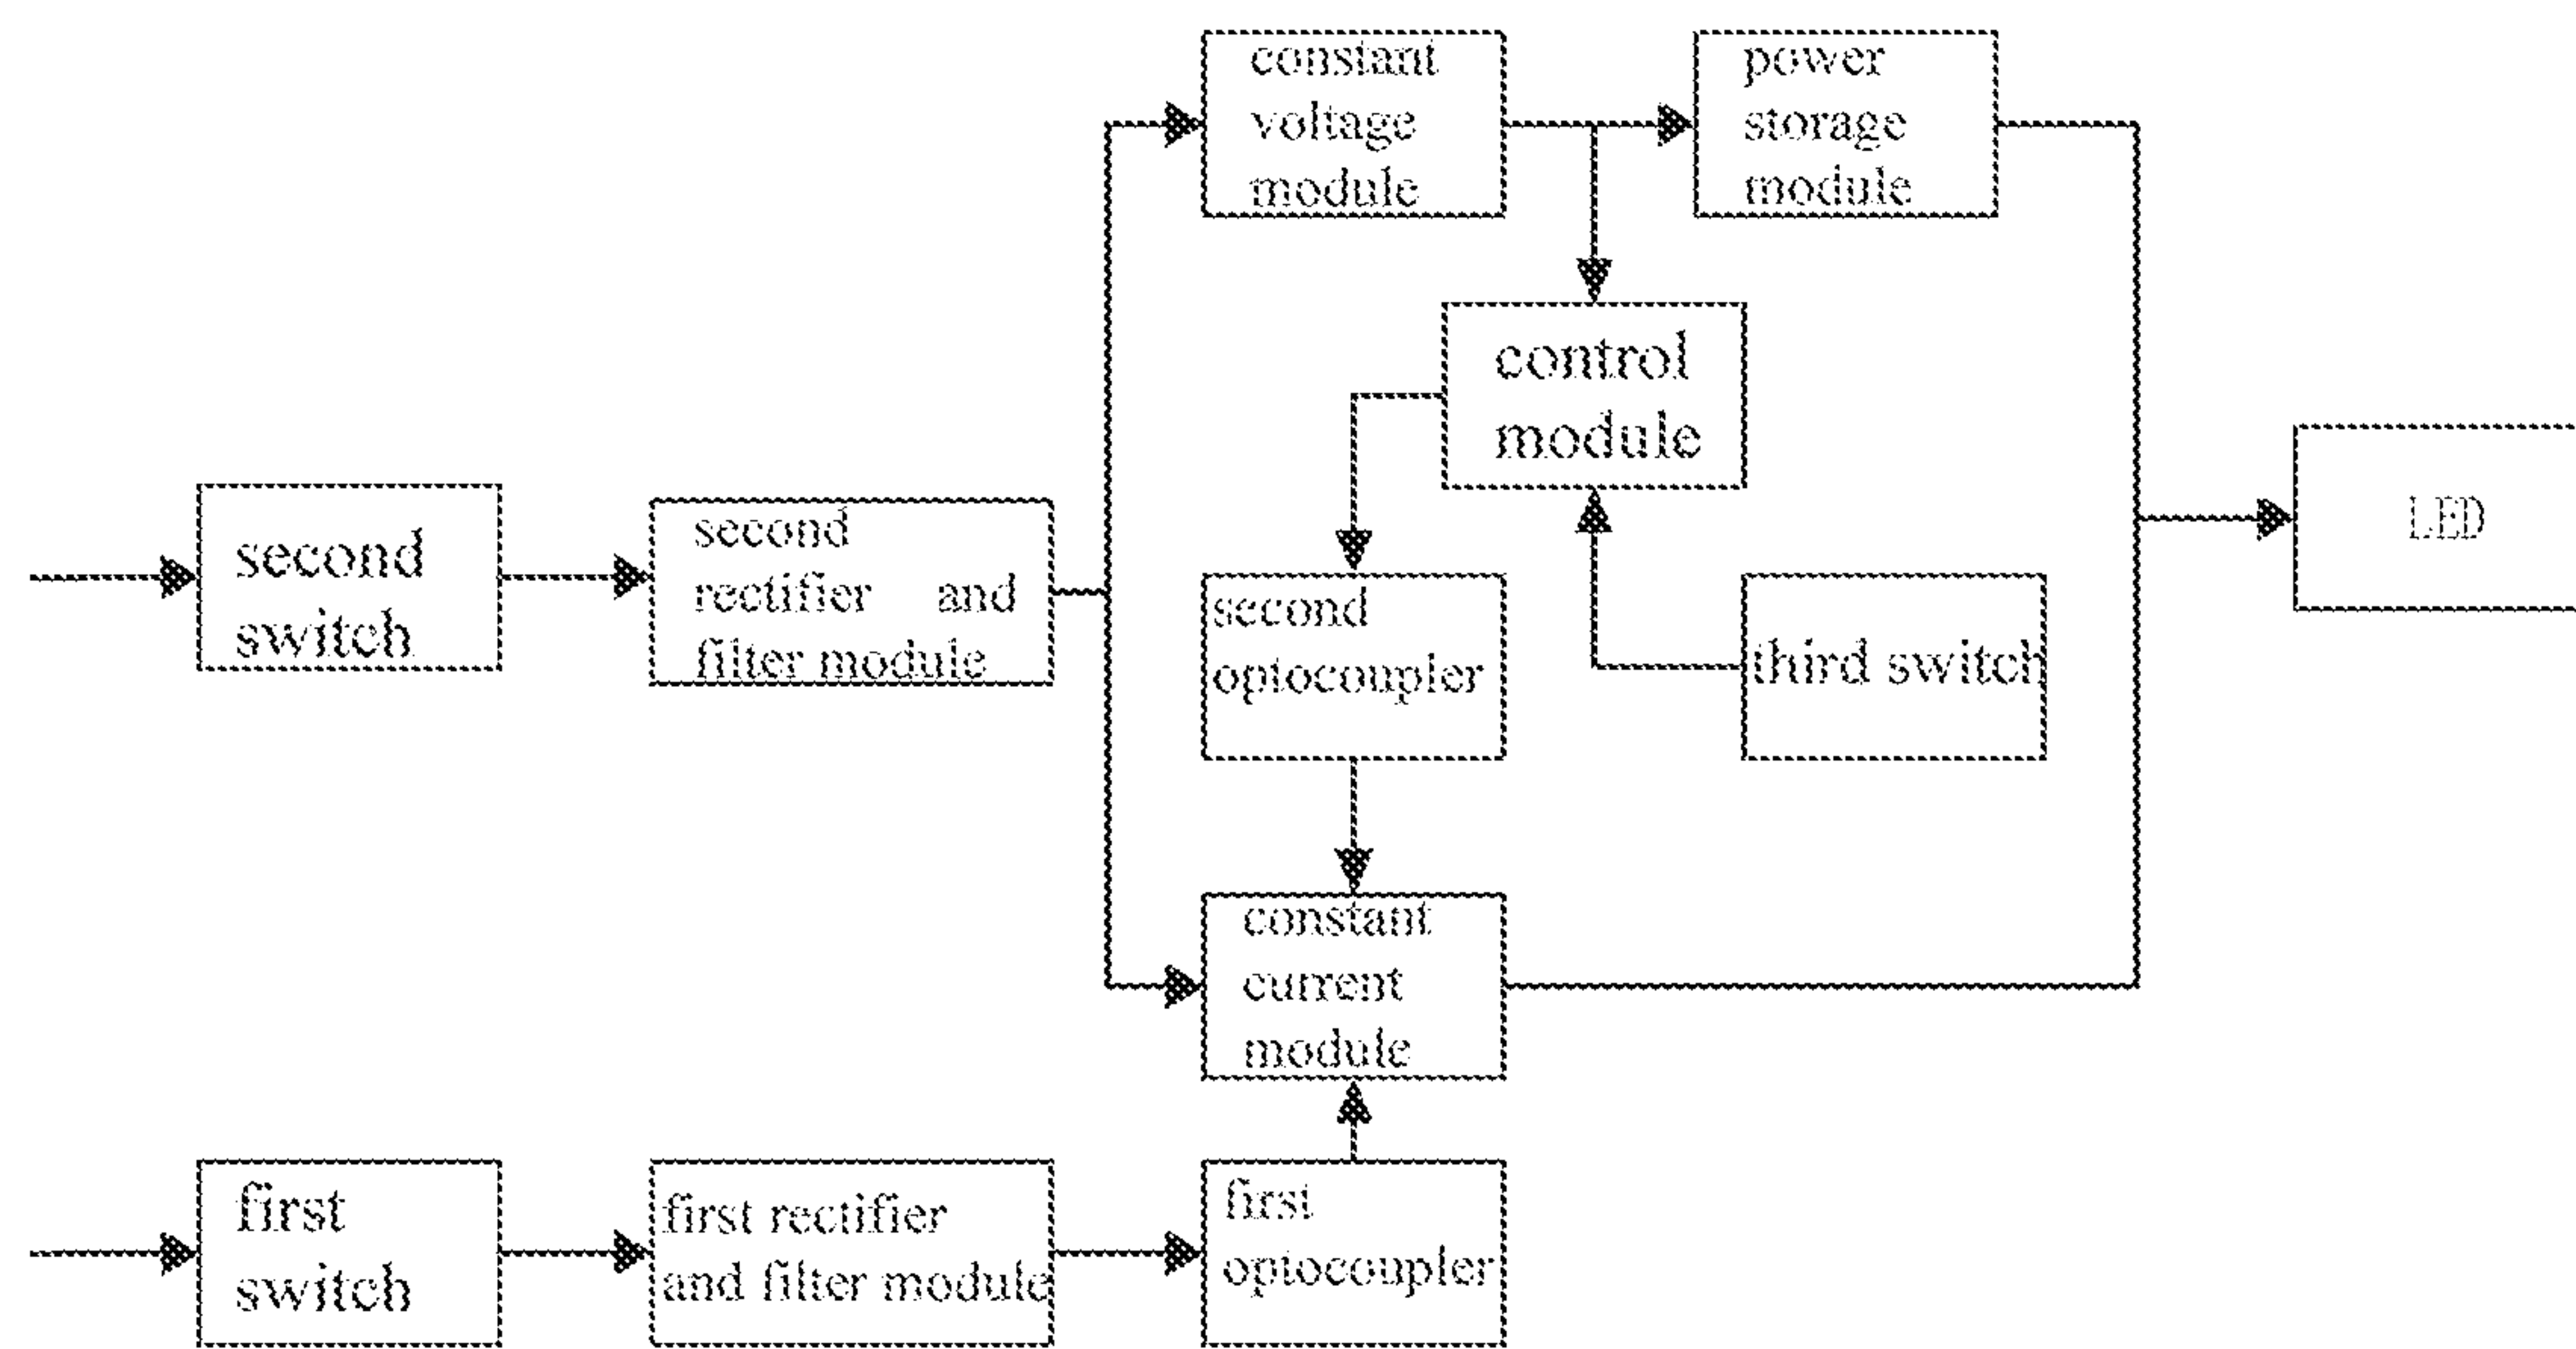 constant
voltage
module
power
storage
module
control
module
second
switch
second
rectifier and
filter module
LED
second
optocoupler
third switch
constant
current
module
first
switch
first rectifier
and filter module
first
optocoupler